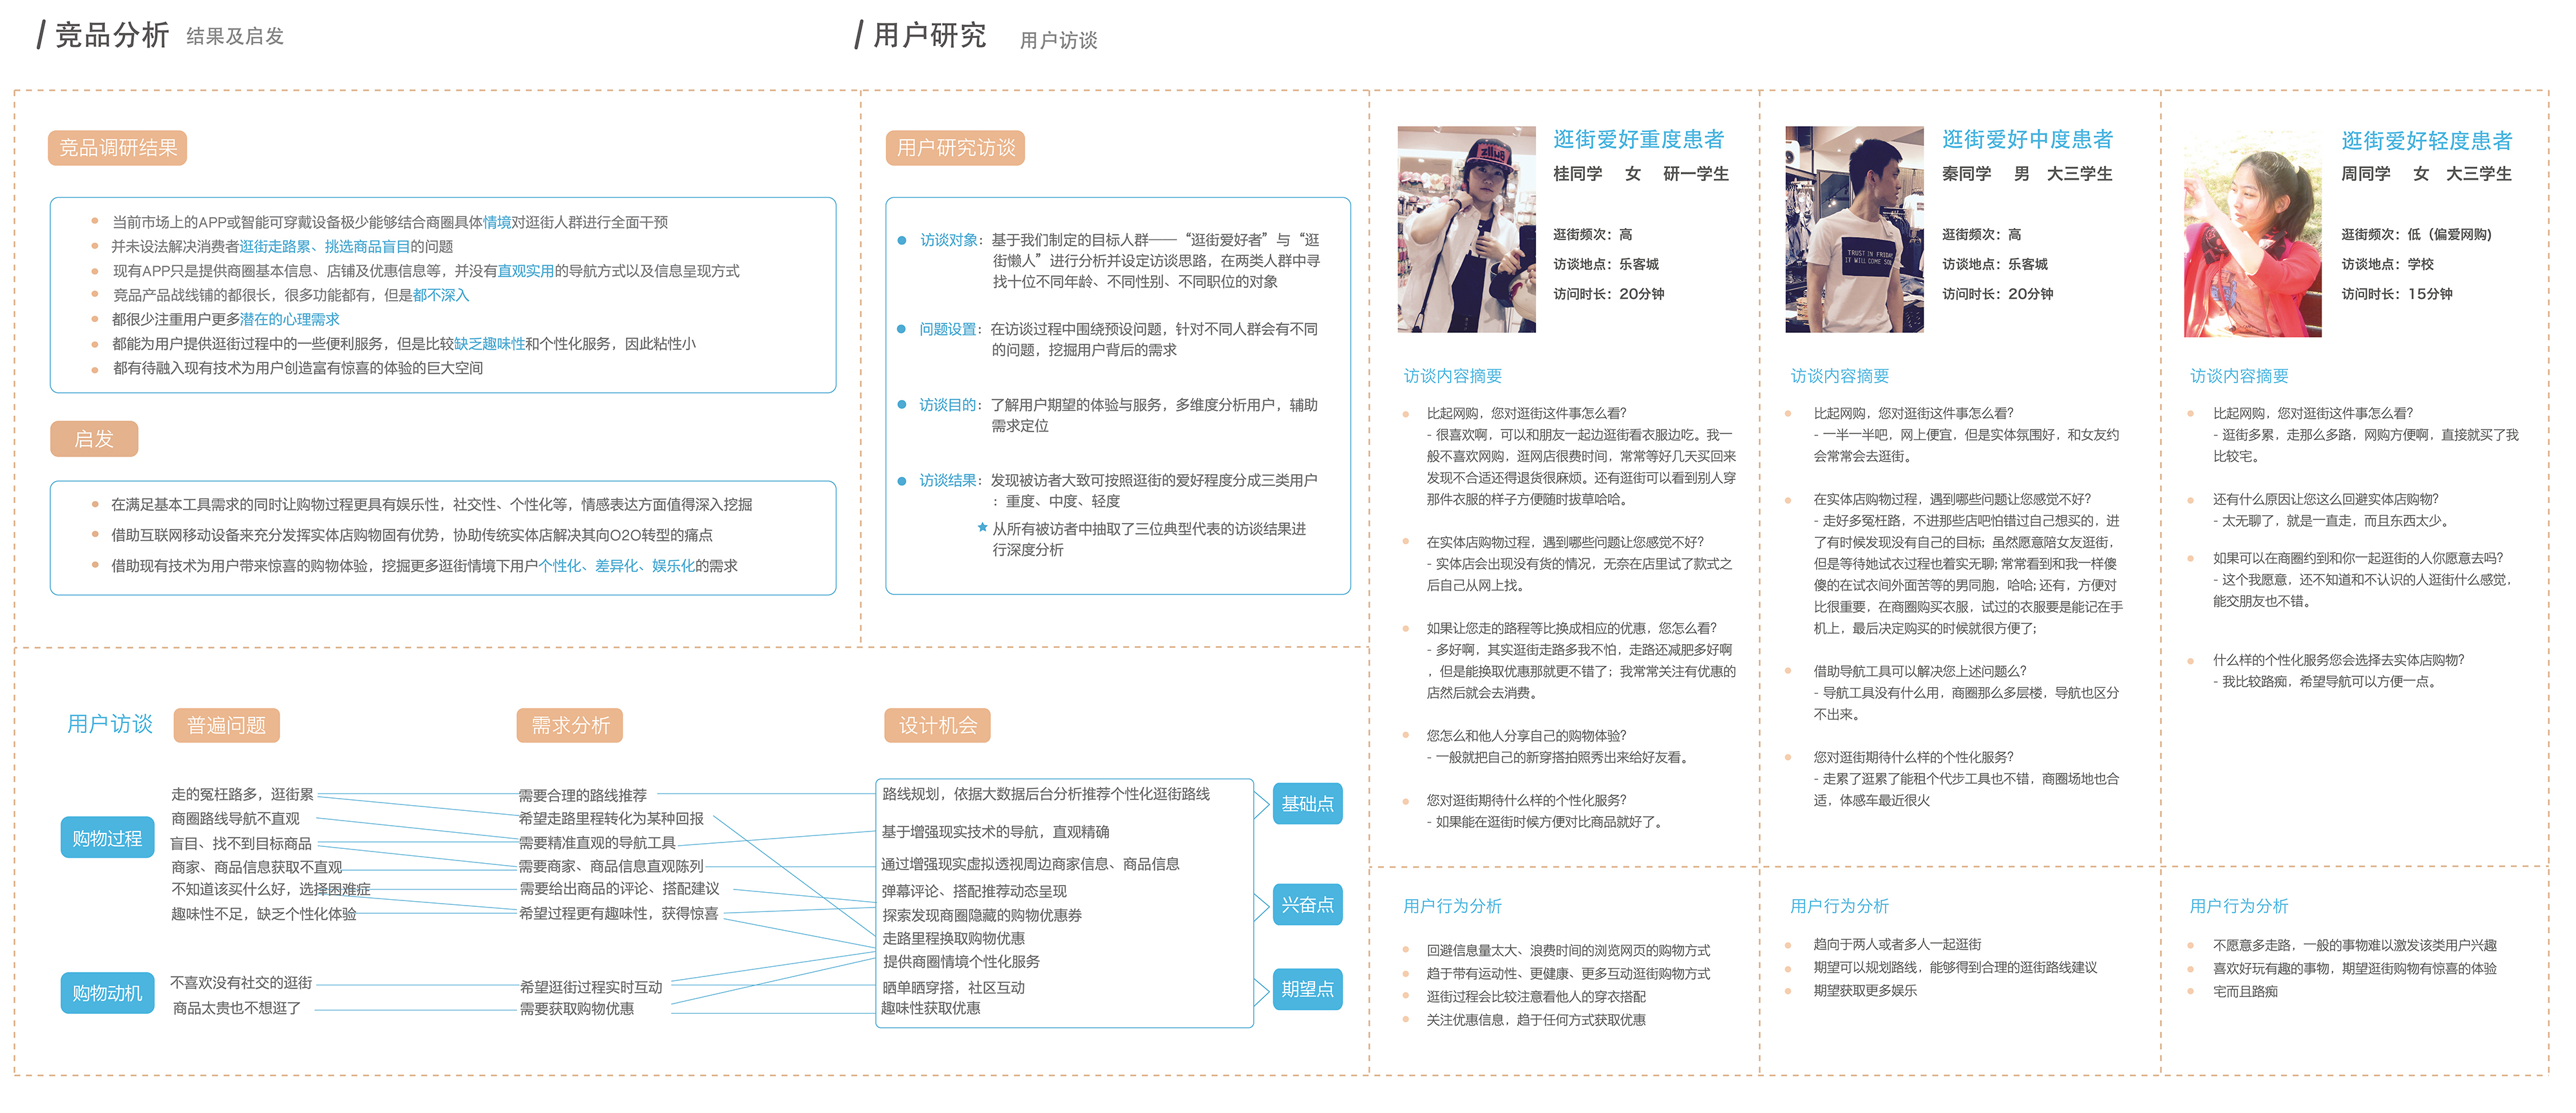 竞品分析 结果及启发
竞品调研结果
当前市场上的APP或智能可穿戴设备极少能够结合商圈具体情境对逛街人群进行全面干预
并未设法解决消费者逛街走路累、挑选商品盲目的问题
现有APP只是提供商圈基本信息、店铺及优惠信息等，并没有直观实用的导航方式以及信息呈现方式
竞品产品战线铺的都很长，很多功能都有，但是都不深入
都很少注重用户更多潜在的心理需求
都能为用户提供逛街过程中的一些便利服务，但是比较缺乏趣味性和个性化服务，因此粘性小
都有待融入现有技术为用户创造富有惊喜的体验的巨大空间
启发
在满足基本工具需求的同时让购物过程更具有娱乐性，社交性、个性化等，情感表达方面值得深入挖掘
借助互联网移动设备来充分发挥实体店购物固有优势，协助传统实体店解决其向O2O转型的痛点
借助现有技术为用户带来惊喜的购物体验，挖掘更多逛街情境下用户个性化、差异化、娱乐化的需求
用户研究 用户访谈
用户研究访谈
访谈对象：基于我们制定的目标人群——“逛街爱好者”与“逛
街懒人”进行分析并设定访谈思路，在两类人群中寻
找十位不同年龄、不同性别、不同职位的对象
问题设置：在访谈过程中围绕预设问题，针对不同人群会有不同
的问题，挖掘用户背后的需求
访谈目的：了解用户期望的体验与服务，多维度分析用户，辅助
需求定位
访谈结果：发现被访者大致可按照逛街的爱好程度分成三类用户
：重度、中度、轻度
从所有被访者中抽取了三位典型代表的访谈结果进
行深度分析
用户访谈 普遍问题 需求分析 设计机会
购物过程
走的冤枉路多，逛街累
商圈路线导航不直观
盲目、找不到目标商品
商家、商品信息获取不直观
不知道该买什么好，选择困难症
趣味性不足，缺乏个性化体验
购物动机
不喜欢没有社交的逛街
商品太贵也不想逛了
需要合理的路线推荐
希望走路里程转化为某种回报
需要精准直观的导航工具
需要商家、商品信息直观陈列
需要给出商品的评论、搭配建议
希望过程更有趣味性，获得惊喜
希望逛街过程实时互动
需要获取购物优惠
路线规划，依据大数据后台分析推荐个性化逛街路线
基于增强现实技术的导航，直观精确
通过增强现实虚拟透视周边商家信息、商品信息
弹幕评论、搭配推荐动态呈现
探索发现商圈隐藏的购物优惠券
走路里程换取购物优惠
提供商圈情境个性化服务
晒单晒穿搭，社区互动
趣味性获取优惠
基础点
兴奋点
期望点
逛街爱好重度患者
桂同学 女 研一学生
逛街频次：高
访谈地点：乐客城
访问时长：20分钟
访谈内容摘要
比起网购，您对逛街这件事怎么看？
- 很喜欢啊，可以和朋友一起边逛街看衣服边吃。我一
般不喜欢网购，逛网店很费时间，常常等好几天买回来
发现不合适还得退货很麻烦。还有逛街可以看到别人穿
那件衣服的样子方便随时拔草哈哈。
在实体店购物过程，遇到哪些问题让您感觉不好？
- 实体店会出现没有货的情况，无奈在店里试了款式之
后自己从网上找。
如果让您走的路程等比换成相应的优惠，您怎么看？
- 多好啊，其实逛街走路多我不怕，走路还减肥多好啊
，但是能换取优惠那就更不错了；我常常关注有优惠的
店然后就会去消费。
您怎么和他人分享自己的购物体验？
- 一般就把自己的新穿搭拍照秀出来给好友看。
您对逛街期待什么样的个性化服务？
- 如果能在逛街时候方便对比商品就好了。
用户行为分析
回避信息量太大、浪费时间的浏览网页的购物方式
趋于带有运动性、更健康、更多互动逛街购物方式
逛街过程会比较注意看他人的穿衣搭配
关注优惠信息，趋于任何方式获取优惠
逛街爱好中度患者
秦同学 男 大三学生
逛街频次：高
访谈地点：乐客城
访问时长：20分钟
TRUST IN FRIDAY
IT WILL COME SO
访谈内容摘要
比起网购，您对逛街这件事怎么看？
- 一半一半吧，网上便宜，但是实体氛围好，和女友约
会常常会去逛街。
在实体店购物过程，遇到哪些问题让您感觉不好？
- 走好多冤枉路，不进那些店吧怕错过自己想买的，进
了有时候发现没有自己的目标；虽然愿意陪女友逛街，
但是等待她试衣过程也着实无聊；常常看到和我一样傻
傻的在试衣间外面苦等的男同胞，哈哈；还有，方便对
比很重要，在商圈购买衣服，试过的衣服要是能记在手
机上，最后决定购买的时候就很方便了；
借助导航工具可以解决您上述问题么？
- 导航工具没有什么用，商圈那么多层楼，导航也区分
不出来。
您对逛街期待什么样的个性化服务？
- 走累了逛累了能租个代步工具也不错，商圈场地也合
适，体感车最近很火
用户行为分析
趋向于两人或者多人一起逛街
期望可以规划路线，能够得到合理的逛街路线建议
期望获取更多娱乐
逛街爱好轻度患者
周同学 女 大三学生
逛街频次：低（偏爱网购）
访谈地点：学校
访问时长：15分钟
访谈内容摘要
比起网购，您对逛街这件事怎么看？
- 逛街多累，走那么多路，网购方便啊，直接就买了我
比较宅。
还有什么原因让您这么回避实体店购物？
- 太无聊了，就是一直走，而且东西太少。
如果可以在商圈约到和你一起逛街的人你愿意去吗？
- 这个我愿意，还不知道和不认识的人逛街什么感觉，
能交朋友也不错。
什么样的个性化服务您会选择去实体店购物？
- 我比较路痴，希望导航可以方便一点。
用户行为分析
不愿意多走路，一般的事物难以激发该类用户兴趣
喜欢好玩有趣的事物，期望逛街购物有惊喜的体验
宅而且路痴